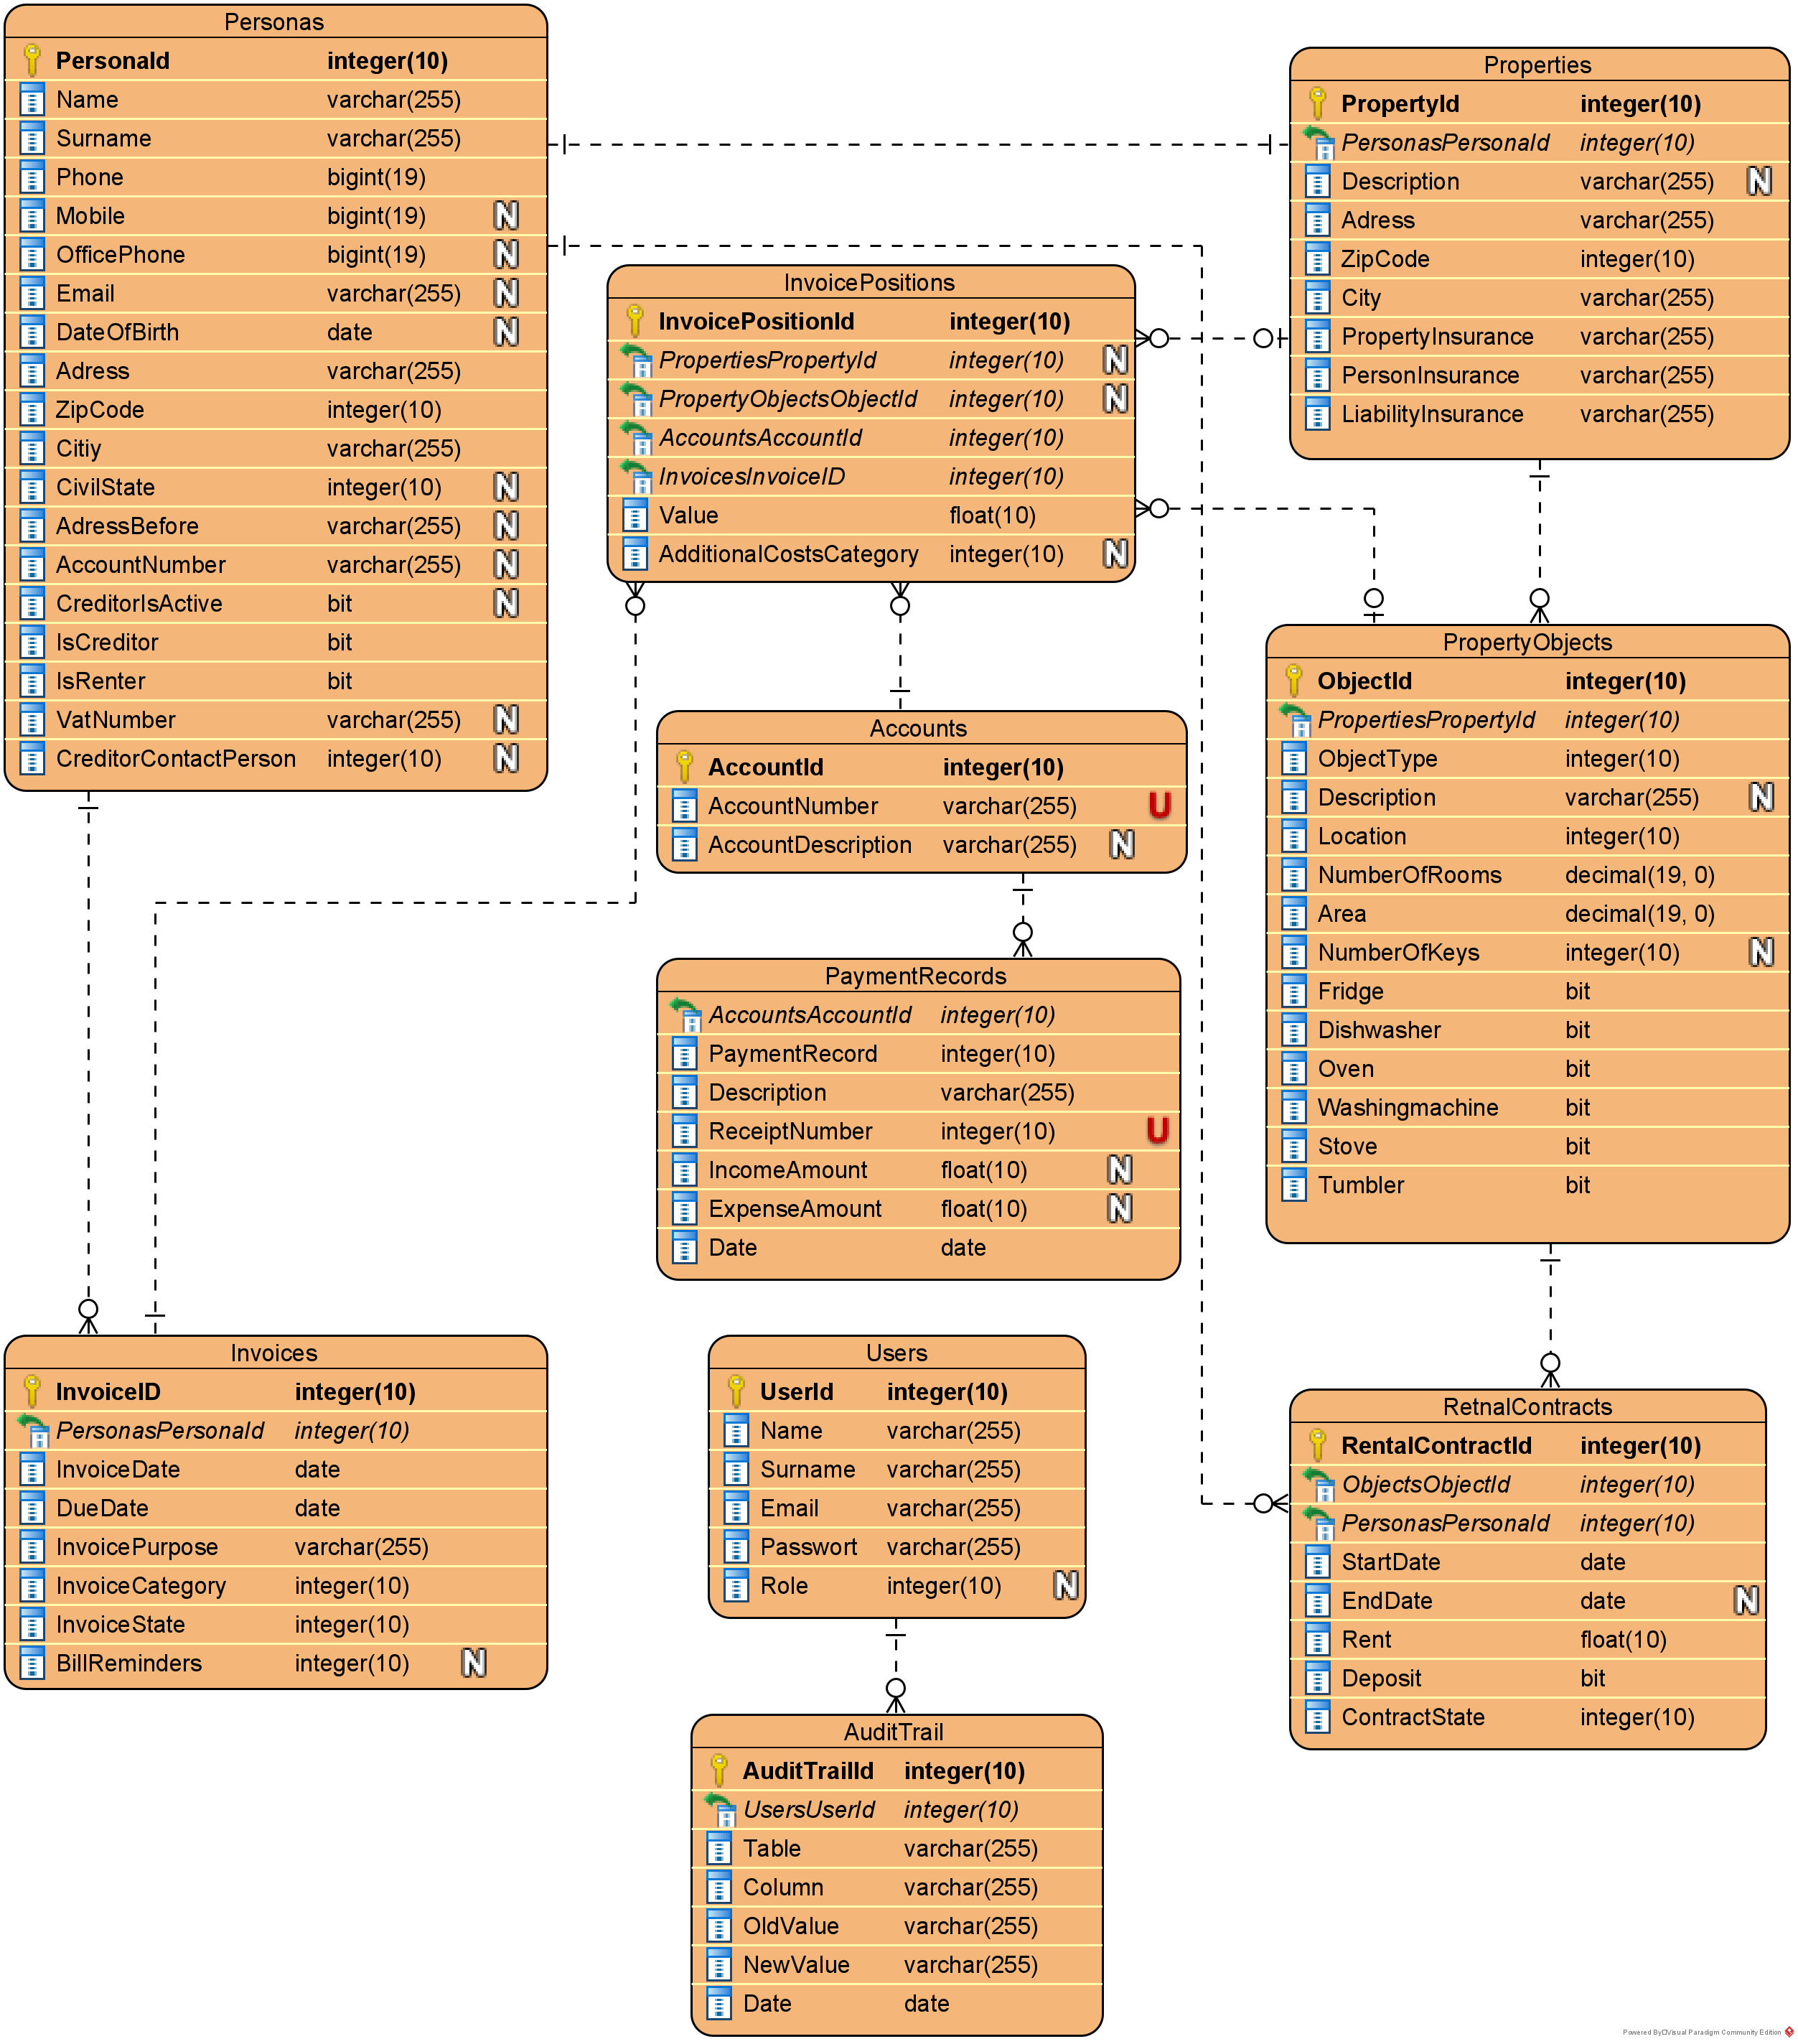 Personas
PersonaId integer(10)
Name varchar(255)
Surname varchar(255)
Phone bigint(19)
Mobile bigint(19) N
OfficePhone bigint(19) N
Email varchar(255) N
DateOfBirth date N
Adress varchar(255)
ZipCode integer(10)
Citiy varchar(255)
CivilState integer(10) N
AdressBefore varchar(255) N
AccountNumber varchar(255) N
CreditorIsActive bit N
IsCreditor bit
IsRenter bit
VatNumber varchar(255) N
CreditorContactPerson integer(10) N
Properties
PropertyId integer(10)
PersonasPersonaId integer(10)
Description varchar(255) N
Adress varchar(255)
ZipCode integer(10)
City varchar(255)
PropertyInsurance varchar(255)
PersonInsurance varchar(255)
LiabilityInsurance varchar(255)
InvoicePositions
InvoicePositionId integer(10)
PropertiesPropertyId integer(10) N
PropertyObjectsObjectId integer(10) N
AccountsAccountId integer(10)
InvoicesInvoiceID integer(10)
Value float(10)
AdditionalCostsCategory integer(10) N
PropertyObjects
ObjectId integer(10)
PropertiesPropertyId integer(10)
ObjectType integer(10)
Description varchar(255) N
Location integer(10)
NumberOfRooms decimal(19, 0)
Area decimal(19, 0)
NumberOfKeys integer(10) N
Fridge bit
Dishwasher bit
Oven bit
Washingmachine bit
Stove bit
Tumbler bit
Accounts
AccountId integer(10)
AccountNumber varchar(255) U
AccountDescription varchar(255) N
PaymentRecords
AccountsAccountId integer(10)
PaymentRecord integer(10)
Description varchar(255)
ReceiptNumber integer(10) U
IncomeAmount float(10) N
ExpenseAmount float(10) N
Date date
Invoices
InvoiceID integer(10)
PersonasPersonaId integer(10)
InvoiceDate date
DueDate date
InvoicePurpose varchar(255)
InvoiceCategory integer(10)
InvoiceState integer(10)
BillReminders integer(10) N
Users
UserId integer(10)
Name varchar(255)
Surname varchar(255)
Email varchar(255)
Passwort varchar(255)
Role integer(10) N
RetnalContracts
RentalContractId integer(10)
ObjectsObjectId integer(10)
PersonasPersonaId integer(10)
StartDate date
EndDate date N
Rent float(10)
Deposit bit
ContractState integer(10)
AuditTrail
AuditTrailId integer(10)
UsersUserId integer(10)
Table varchar(255)
Column varchar(255)
OldValue varchar(255)
NewValue varchar(255)
Date date
Powered By Visual Paradigm Community Edition